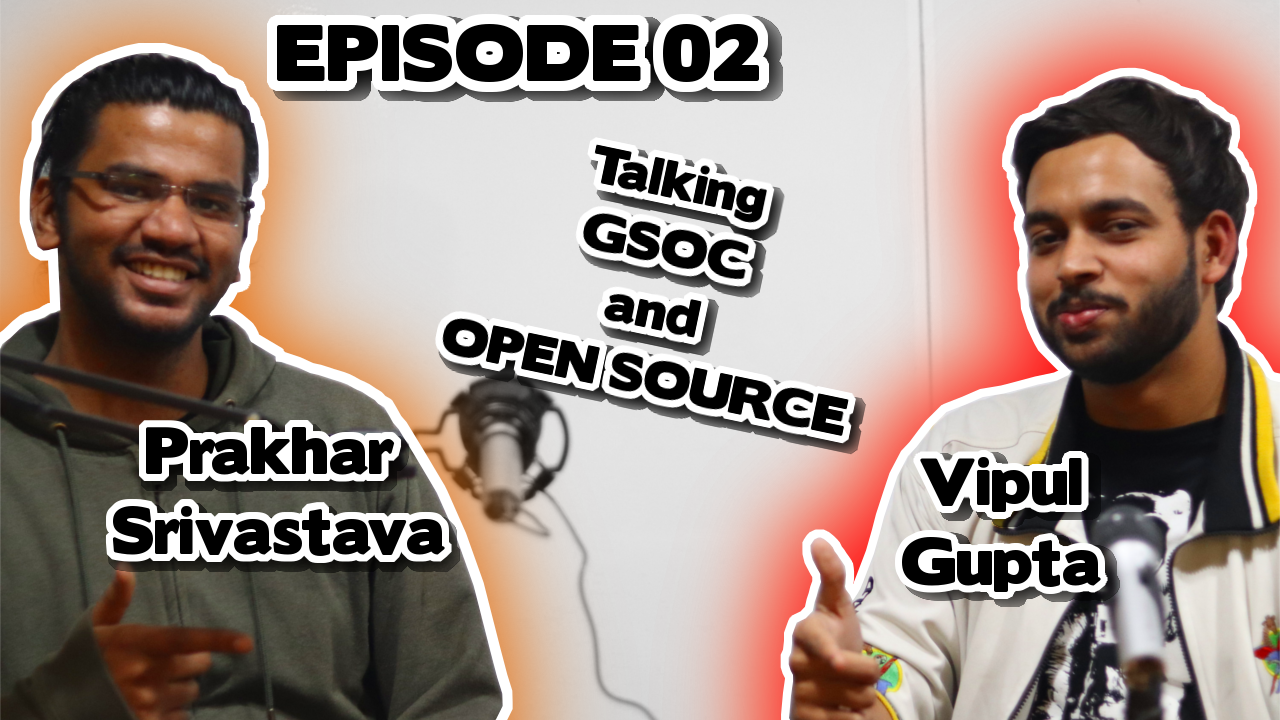 EPISODE 02
Talking
GSOC
and
OPEN SOURCE
Prakhar
Srivastava
Vipul
Gupta